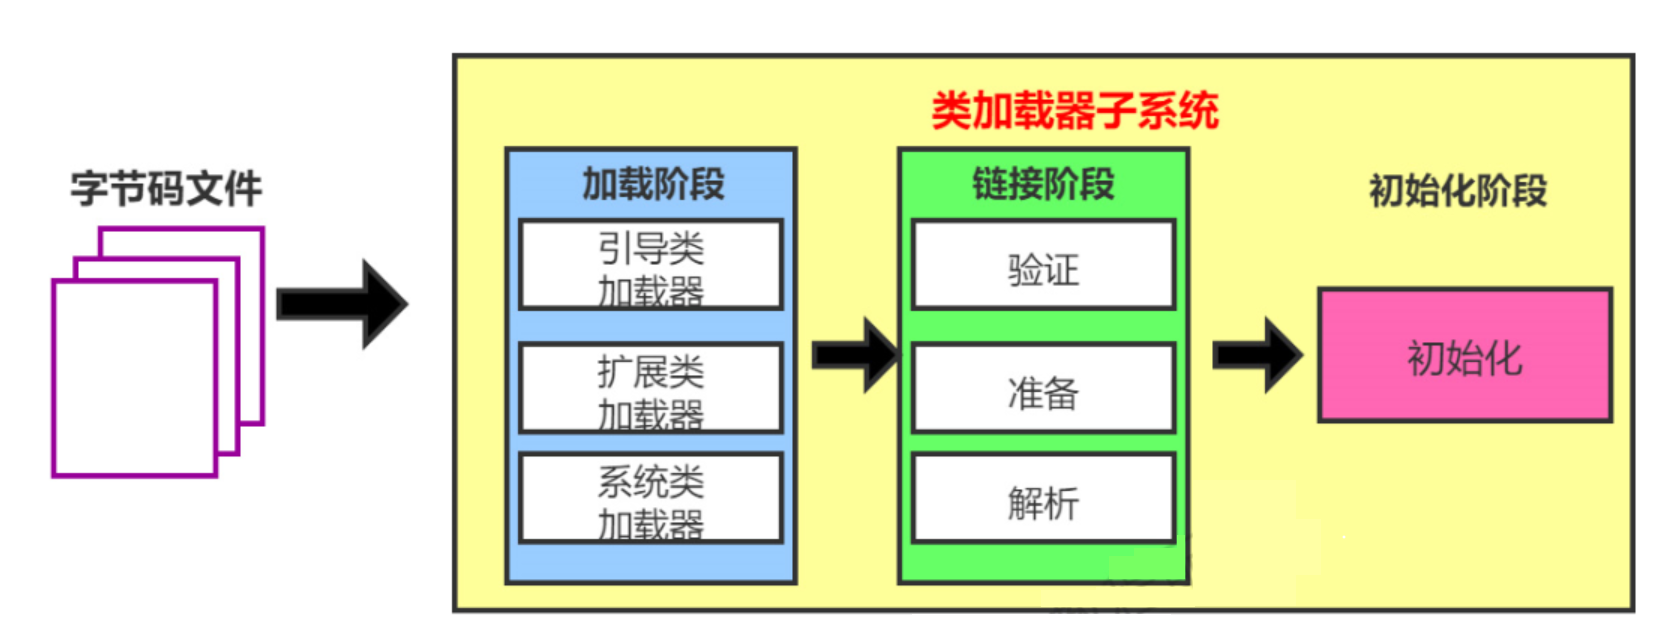 类加载器子系统
字节码文件
加载阶段
引导类
加载器
扩展类
加载器
系统类
加载器
链接阶段
验证
准备
解析
初始化阶段
初始化